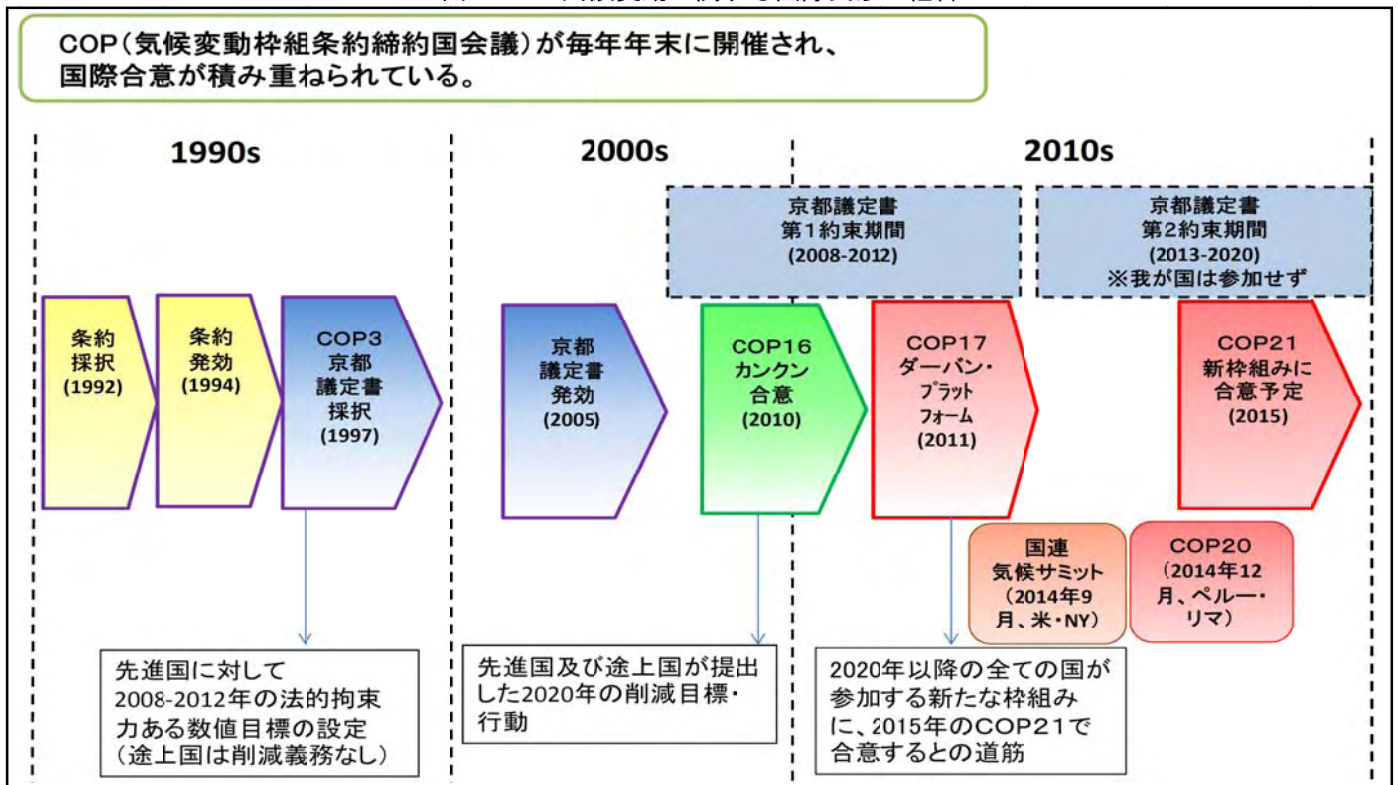 COP(気候変動枠組条約締約国会議)が毎年年末に開催され、
国際合意が積み重ねられている。
1990s
2000s
2010s
京都議定書
第1約束期間
(2008-2012)
京都議定書
第2約束期間
(2013-2020)
※我が国は参加せず
条約
採択
(1992)
条約
発効
(1994)
COP3
京都
議定書
採択
(1997)
京都
議定書
発効
(2005)
COP16
カンクン
合意
(2010)
COP17
ダーバン・
プラット
フォーム
(2011)
COP21
新枠組みに
合意予定
(2015)
国連
気候サミット
(2014年9
月、米・NY)
COP20
(2014年12
月、ペルー・
リマ)
先進国に対して
2008-2012年の法的拘束
力ある数値目標の設定
(途上国は削減義務なし)
先進国及び途上国が提出
した2020年の削減目標・
行動
2020年以降の全ての国が
参加する新たな枠組み
に、2015年のCOP21で
合意するとの道筋